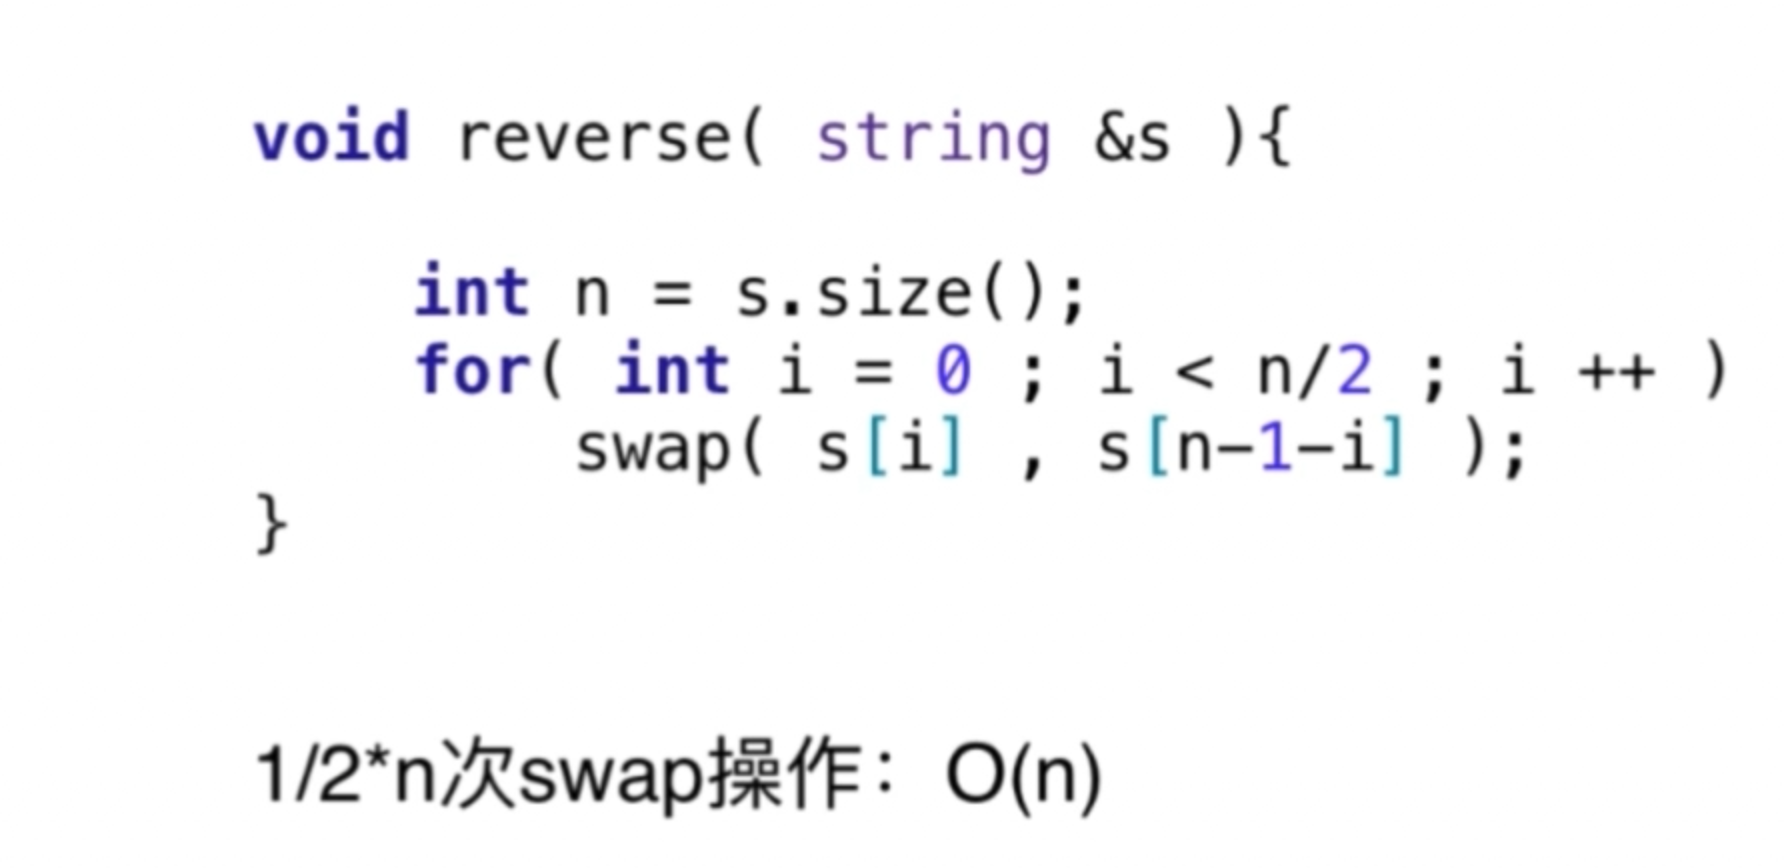 void reverse( string &s ){
int n = s.size();
for( int i = 0 ; i < n/2 ; i ++ )
swap( s[i] , s[n-1-i] );
}
1/2*n次swap操作：O(n)